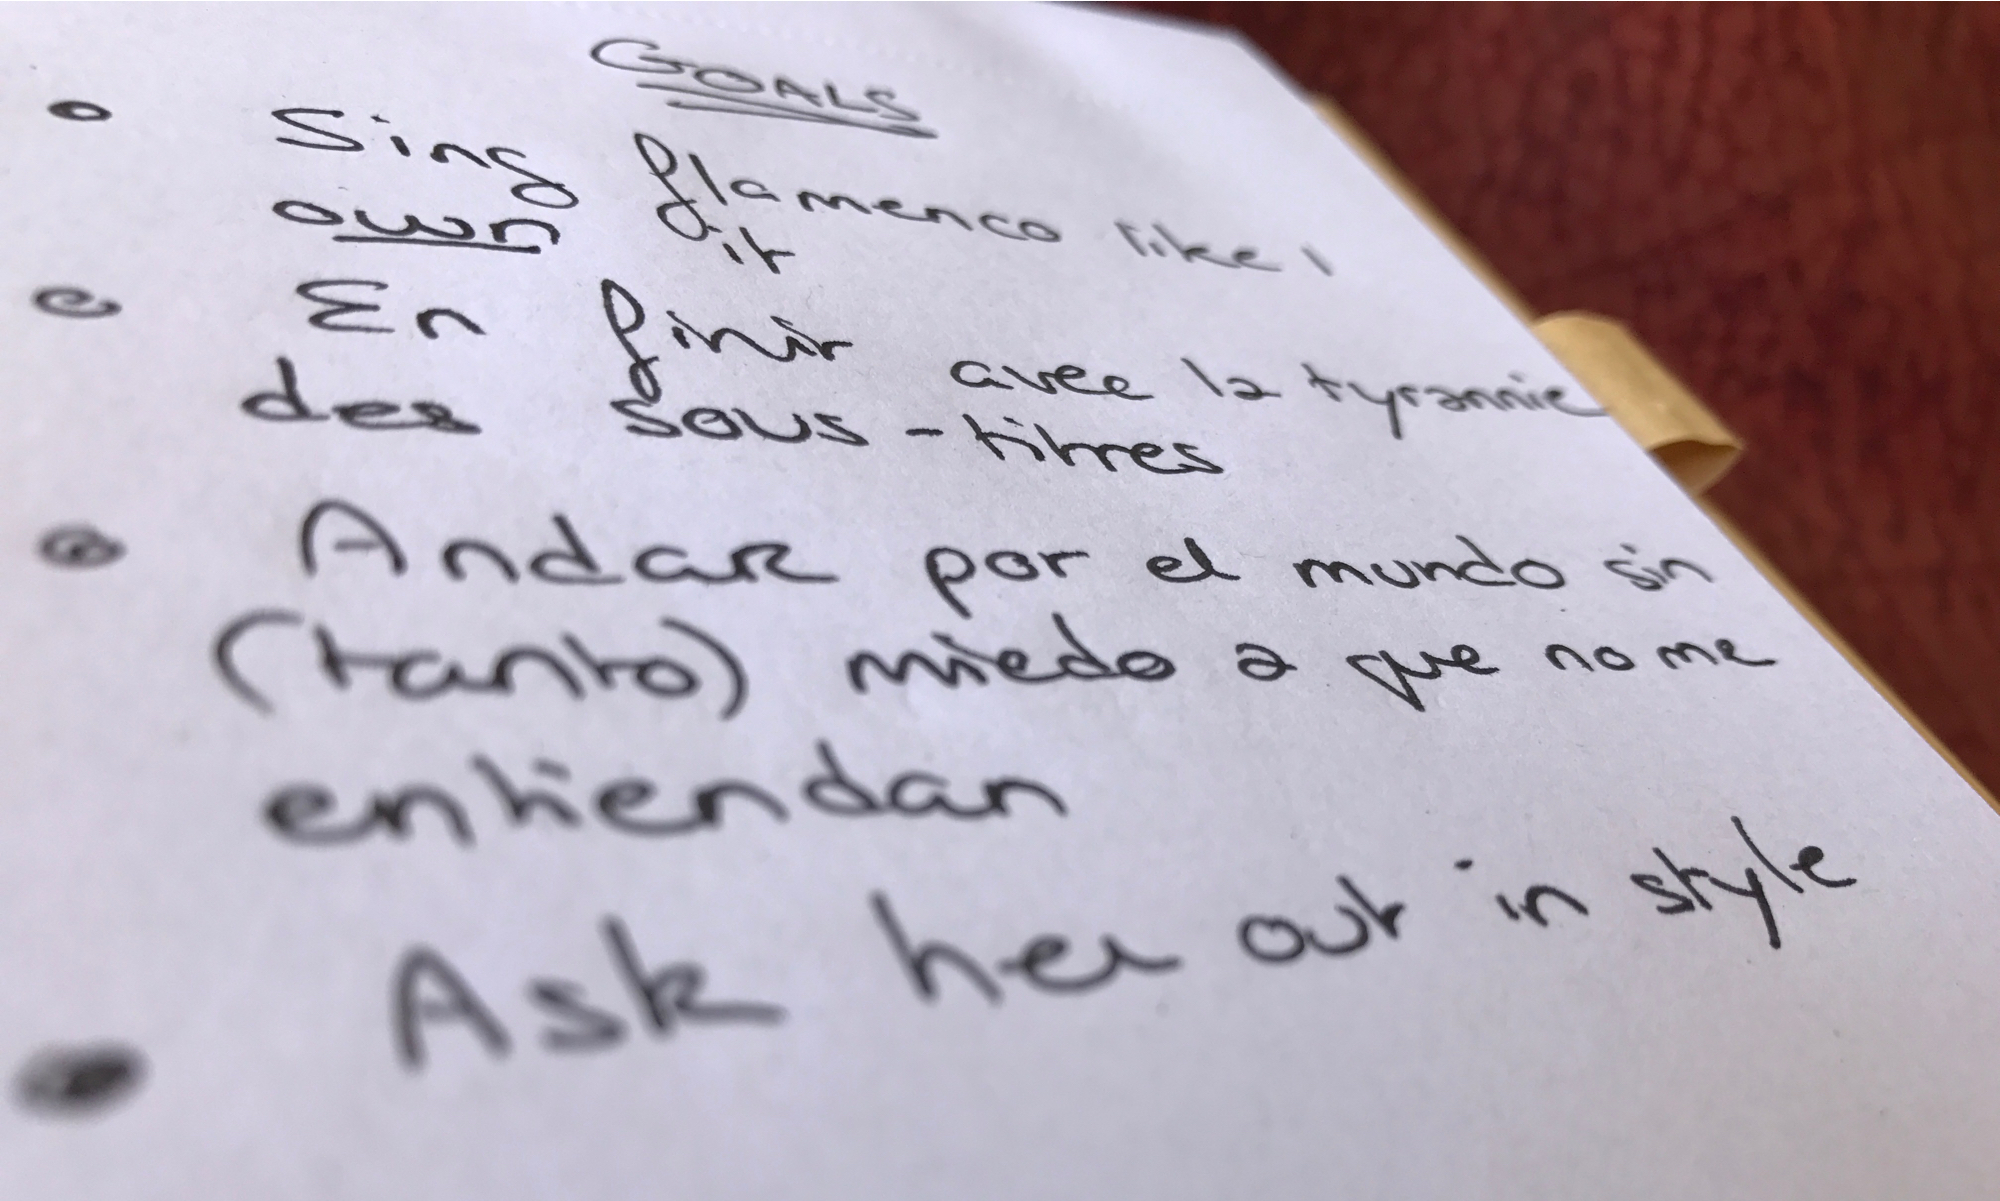 GOALS
Sing flamenco like I
own it
En finir avec la tyrannie
des sous-titres
Andar por el mundo sin
(tanto) miedo a que no me
entiendan
Ask her out in style